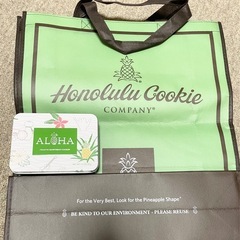 Honolulu Cookie
COMPANY®
ALOHA
For the Very Best, Look for the Pineapple Shape®
BE KIND TO OUR ENVIRONMENT - PLEASE REUSE